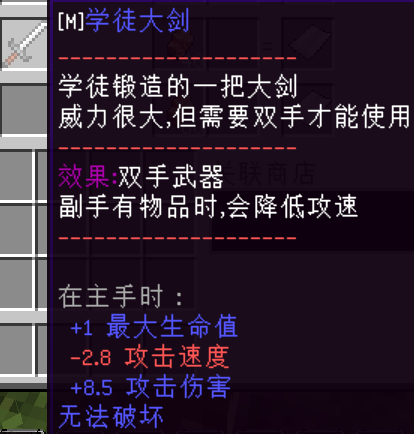 [M]学徒大剑
--------------------
学徒锻造的一把大剑
威力很大,但需要双手才能使用
--------------------
效果:双手武器
副手有物品时,会降低攻速
--------------------
在主手时：
+1 最大生命值
-2.8 攻击速度
+8.5 攻击伤害
无法破坏